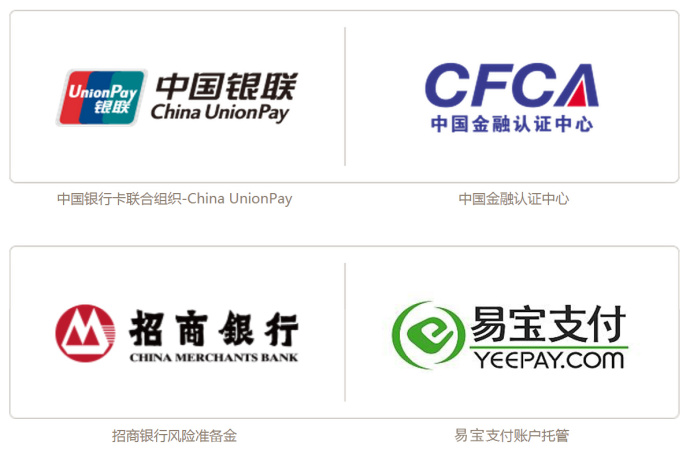 UnionPay
银联
中国银联
China UnionPay
CFCA
中国金融认证中心
中国银行卡联合组织-China UnionPay
中国金融认证中心
招商銀行
CHINA MERCHANTS BANK
易宝支付
YEEPAY.COM
招商银行风险准备金
易宝支付账户托管